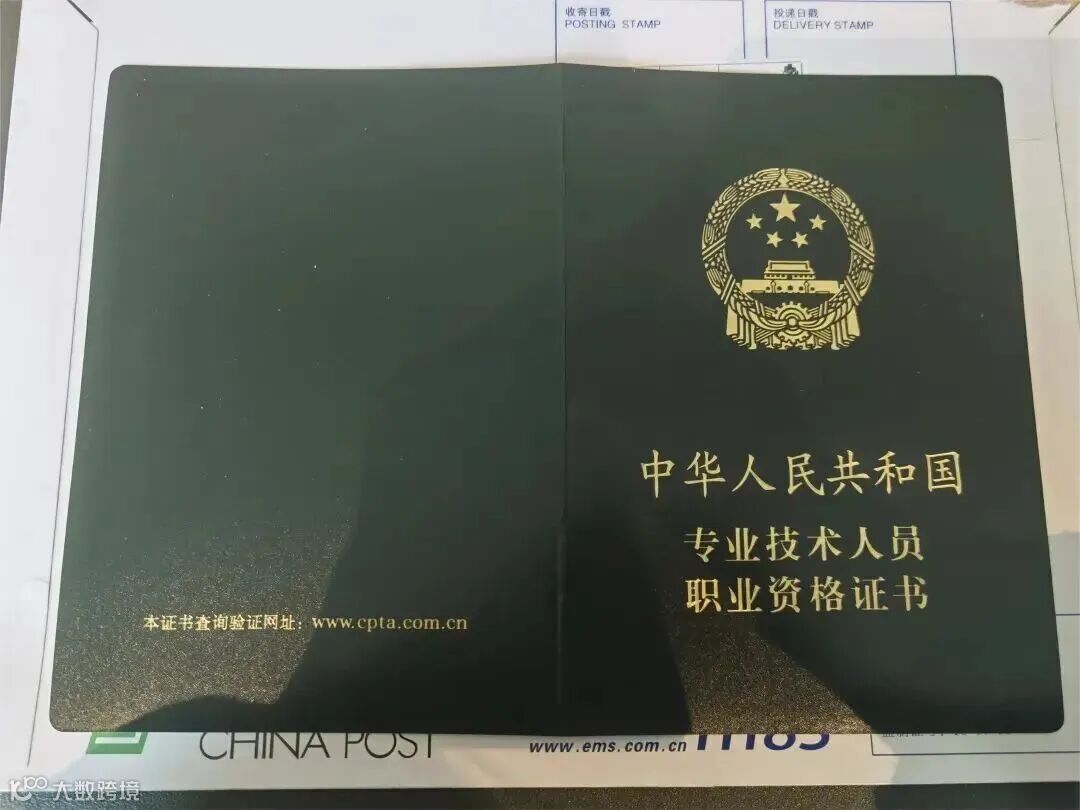 收寄日戳
POSTING STAMP
投递日戳
DELIVERY STAMP
中华人民共和国
专业技术人员
职业资格证书
本证书查询验证网址：www.cpta.com.cn
CHINA POST
www.ems.com.cn
大数跨境